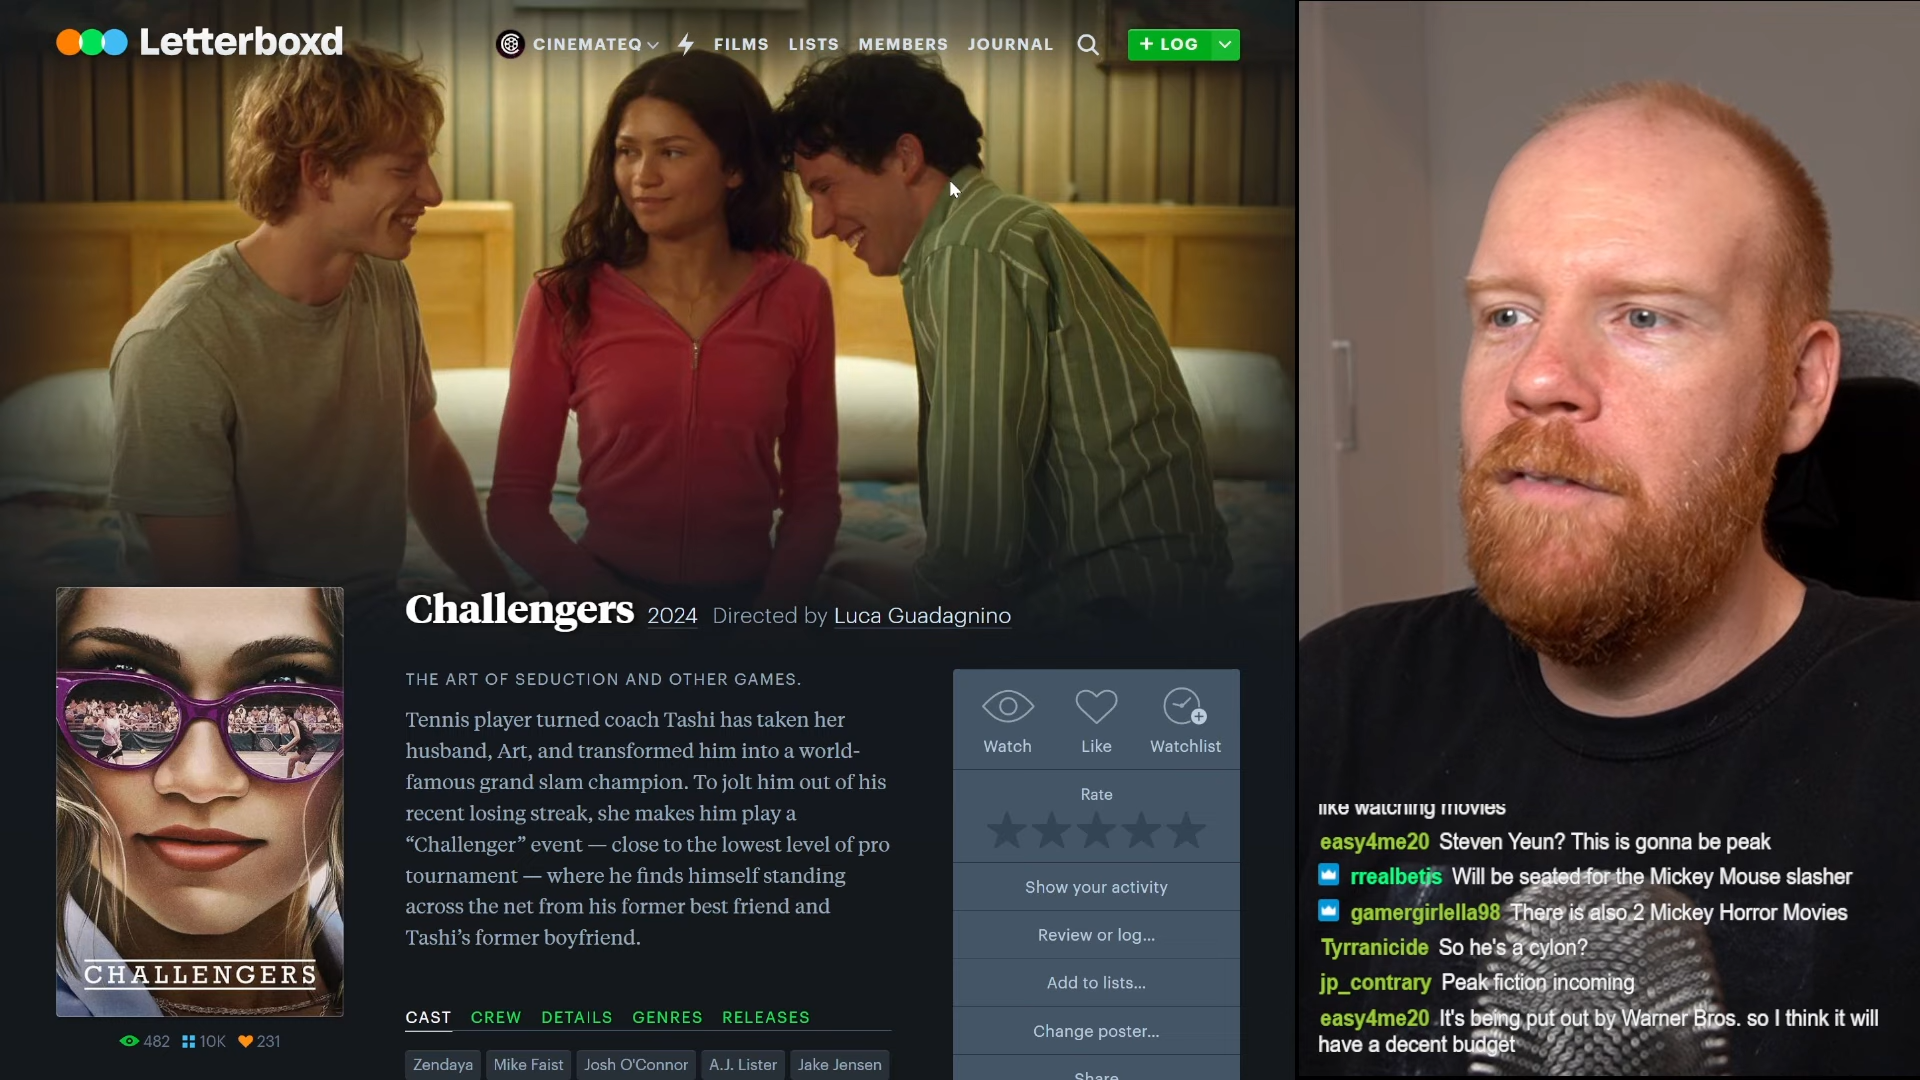 Letterboxd
CINEMATEQ
FILMS
LISTS
MEMBERS
JOURNAL
+ LOG
Challengers 2024 Directed by Luca Guadagnino
THE ART OF SEDUCTION AND OTHER GAMES.
Tennis player turned coach Tashi has taken her
husband, Art, and transformed him into a world-
famous grand slam champion. To jolt him out of his
recent losing streak, she makes him play a
“Challenger” event — close to the lowest level of pro
tournament — where he finds himself standing
across the net from his former best friend and
Tashi’s former boyfriend.
CAST CREW DETAILS GENRES RELEASES
Zendaya Mike Faist Josh O'Connor A.J. Lister Jake Jensen
CHALLENGERS
482 10K 231
Watch Like Watchlist
Rate
Show your activity
Review or log...
Add to lists...
Change poster...
Share
like watching movies
easy4me20 Steven Yeun? This is gonna be peak
rrealbetjs Will be seated for the Mickey Mouse slasher
gamergirlella98 There is also 2 Mickey Horror Movies
Tyrranicide So he's a cylon?
jp_contrary Peak fiction incoming
easy4me20 It's being put out by Warner Bros. so I think it will
have a decent budget